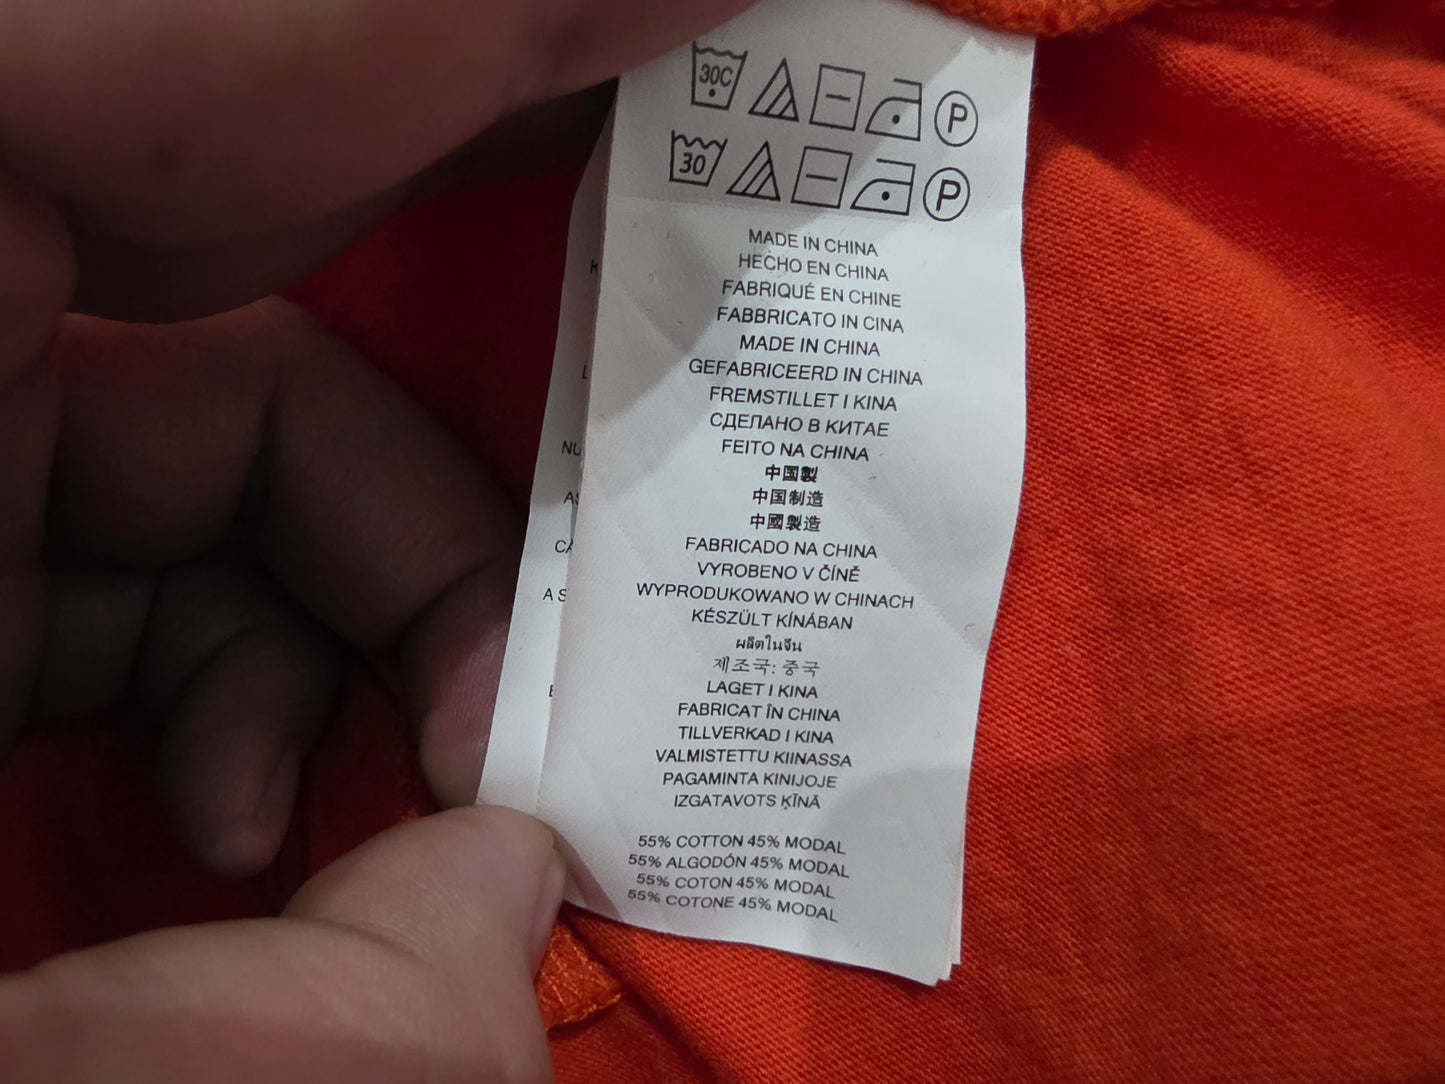 30C P
30 P
MADE IN CHINA
HECHO EN CHINA
FABRIQUÉ EN CHINE
FABBRICATO IN CINA
MADE IN CHINA
GEFABRICEERD IN CHINA
FREMSTILLET I KINA
СДЕЛАНО В КИТАЕ
FEITO NA CHINA
中国製
中国制造
中國製造
FABRICADO NA CHINA
VYROBENO V ČÍNĚ
WYPRODUKOWANO W CHINACH
KÉSZÜLT KÍNÁBAN
ผลิตในจีน
제조국: 중국
LAGET I KINA
FABRICAT ÎN CHINA
TILLVERKAD I KINA
VALMISTETTU KIINASSA
PAGAMINTA KINIJOJE
IZGATAVOTS ĶĪNĀ
55% COTTON 45% MODAL
55% ALGODÓN 45% MODAL
55% COTON 45% MODAL
55% COTONE 45% MODAL